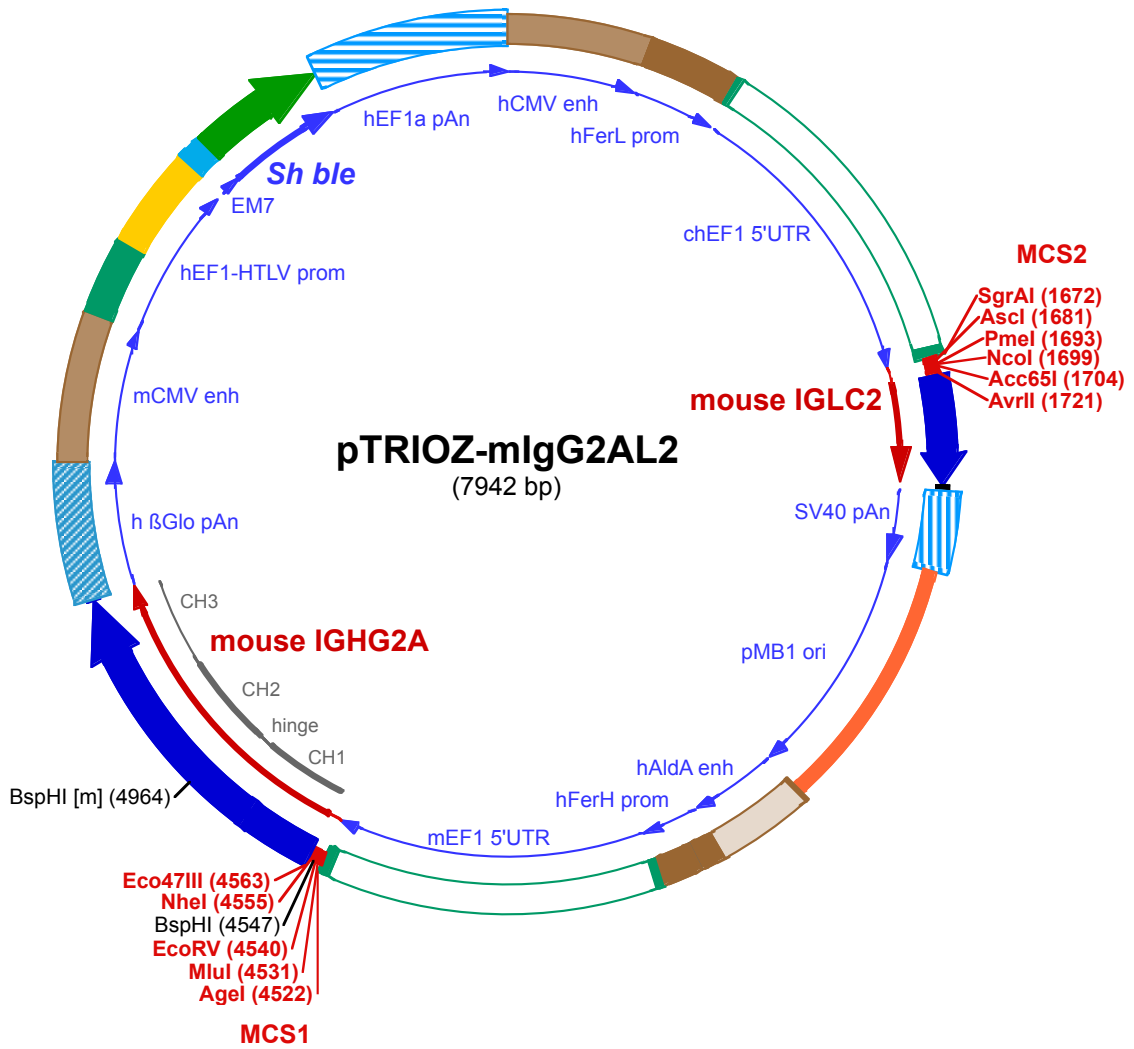 hEF1a pAn
hCMV enh
hFerL prom
Sh ble
EM7
chEF1 5'UTR
hEF1-HTLV prom
MCS2
SgrAI (1672)
AscI (1681)
PmeI (1693)
NcoI (1699)
Acc65I (1704)
AvrII (1721)
mCMV enh
mouse IGLC2
pTRIOZ-mIgG2AL2
(7942 bp)
h ßGlo pAn
SV40 pAn
CH3
mouse IGHG2A
pMB1 ori
CH2
hinge
CH1
hAldA enh
BspHI [m] (4964)
hFerH prom
mEF1 5'UTR
Eco47III (4563)
NheI (4555)
BspHI (4547)
EcoRV (4540)
MluI (4531)
AgeI (4522)
MCS1